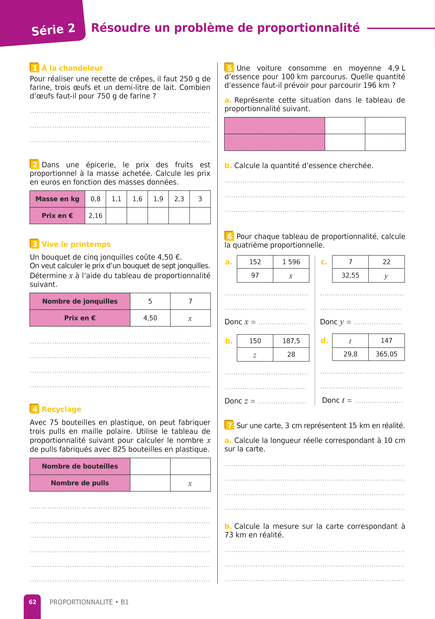 Série 2
Résoudre un problème de proportionnalité
1 À la chandeleur
Pour réaliser une recette de crêpes, il faut 250 g de
farine, trois œufs et un demi-litre de lait. Combien
d'œufs faut-il pour 750 g de farine ?
2 Dans une épicerie, le prix des fruits est
proportionnel à la masse achetée. Calcule les prix
en euros en fonction des masses données.
Masse en kg 0,8 1,1 1,6 1,9 2,3 3
Prix en € 2,16
3 Vive le printemps
Un bouquet de cinq jonquilles coûte 4,50 €.
On veut calculer le prix d'un bouquet de sept jonquilles.
Détermine x à l'aide du tableau de proportionnalité
suivant.
Nombre de jonquilles 5 7
Prix en € 4,50 x
4 Recyclage
Avec 75 bouteilles en plastique, on peut fabriquer
trois pulls en maille polaire. Utilise le tableau de
proportionnalité suivant pour calculer le nombre x
de pulls fabriqués avec 825 bouteilles en plastique.
Nombre de bouteilles
Nombre de pulls x
5 Une voiture consomme en moyenne 4,9 L
d'essence pour 100 km parcourus. Quelle quantité
d'essence faut-il prévoir pour parcourir 196 km ?
a. Représente cette situation dans le tableau de
proportionnalité suivant.
b. Calcule la quantité d'essence cherchée.
6 Pour chaque tableau de proportionnalité, calcule
la quatrième proportionnelle.
a. 152 1 596
97 x
Donc x =
c. 7 22
32,55 y
Donc y =
b. 150 187,5
z 28
Donc z =
d. t 147
29,8 365,05
Donc t =
7 Sur une carte, 3 cm représentent 15 km en réalité.
a. Calcule la longueur réelle correspondant à 10 cm
sur la carte.
b. Calcule la mesure sur la carte correspondant à
73 km en réalité.
62 PROPORTIONNALITÉ • B1